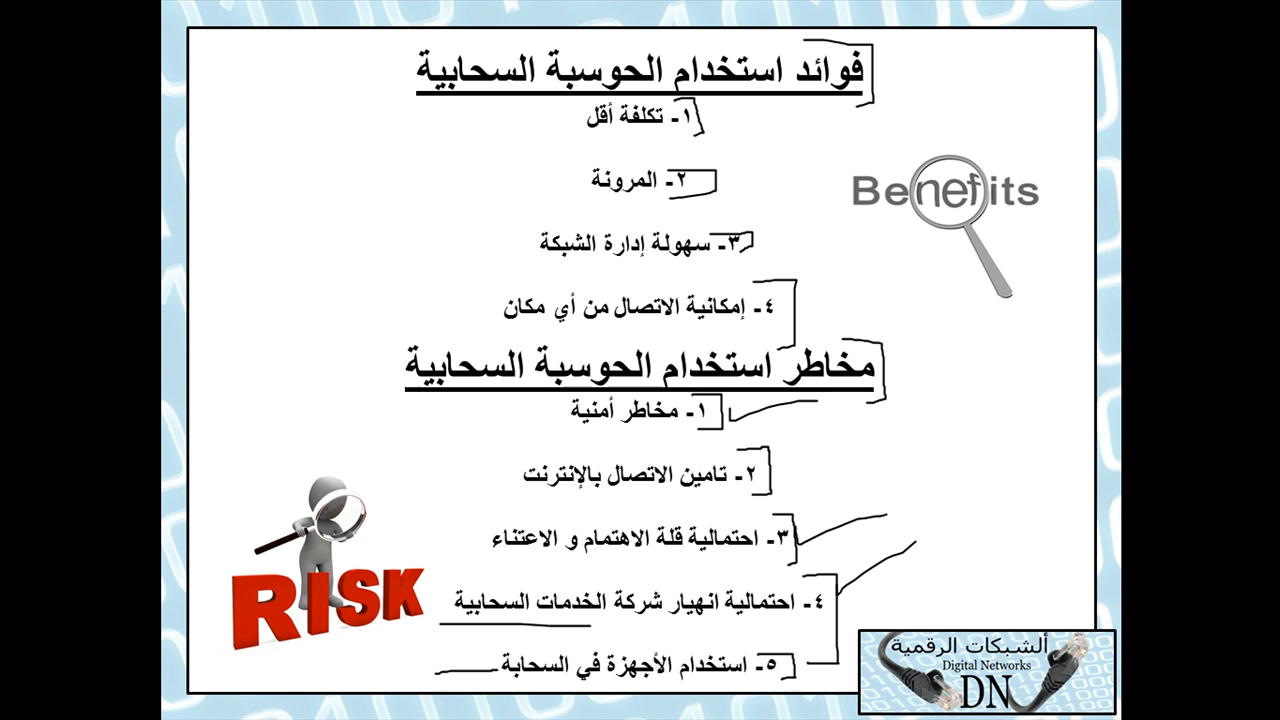 فوائد استخدام الحوسبة السحابية
١- تكلفة أقل
٢- المرونة
Benefits
٣- سهولة إدارة الشبكة
٤- إمكانية الاتصال من أي مكان
مخاطر استخدام الحوسبة السحابية
١- مخاطر أمنية
٢- تامين الاتصال بالإنترنت
٣- احتمالية قلة الاهتمام و الاعتناء
٤- احتمالية انهيار شركة الخدمات السحابية
RISK
٥- استخدام الأجهزة في السحابة
ألشبكات الرقمية
Digital Networks
DN